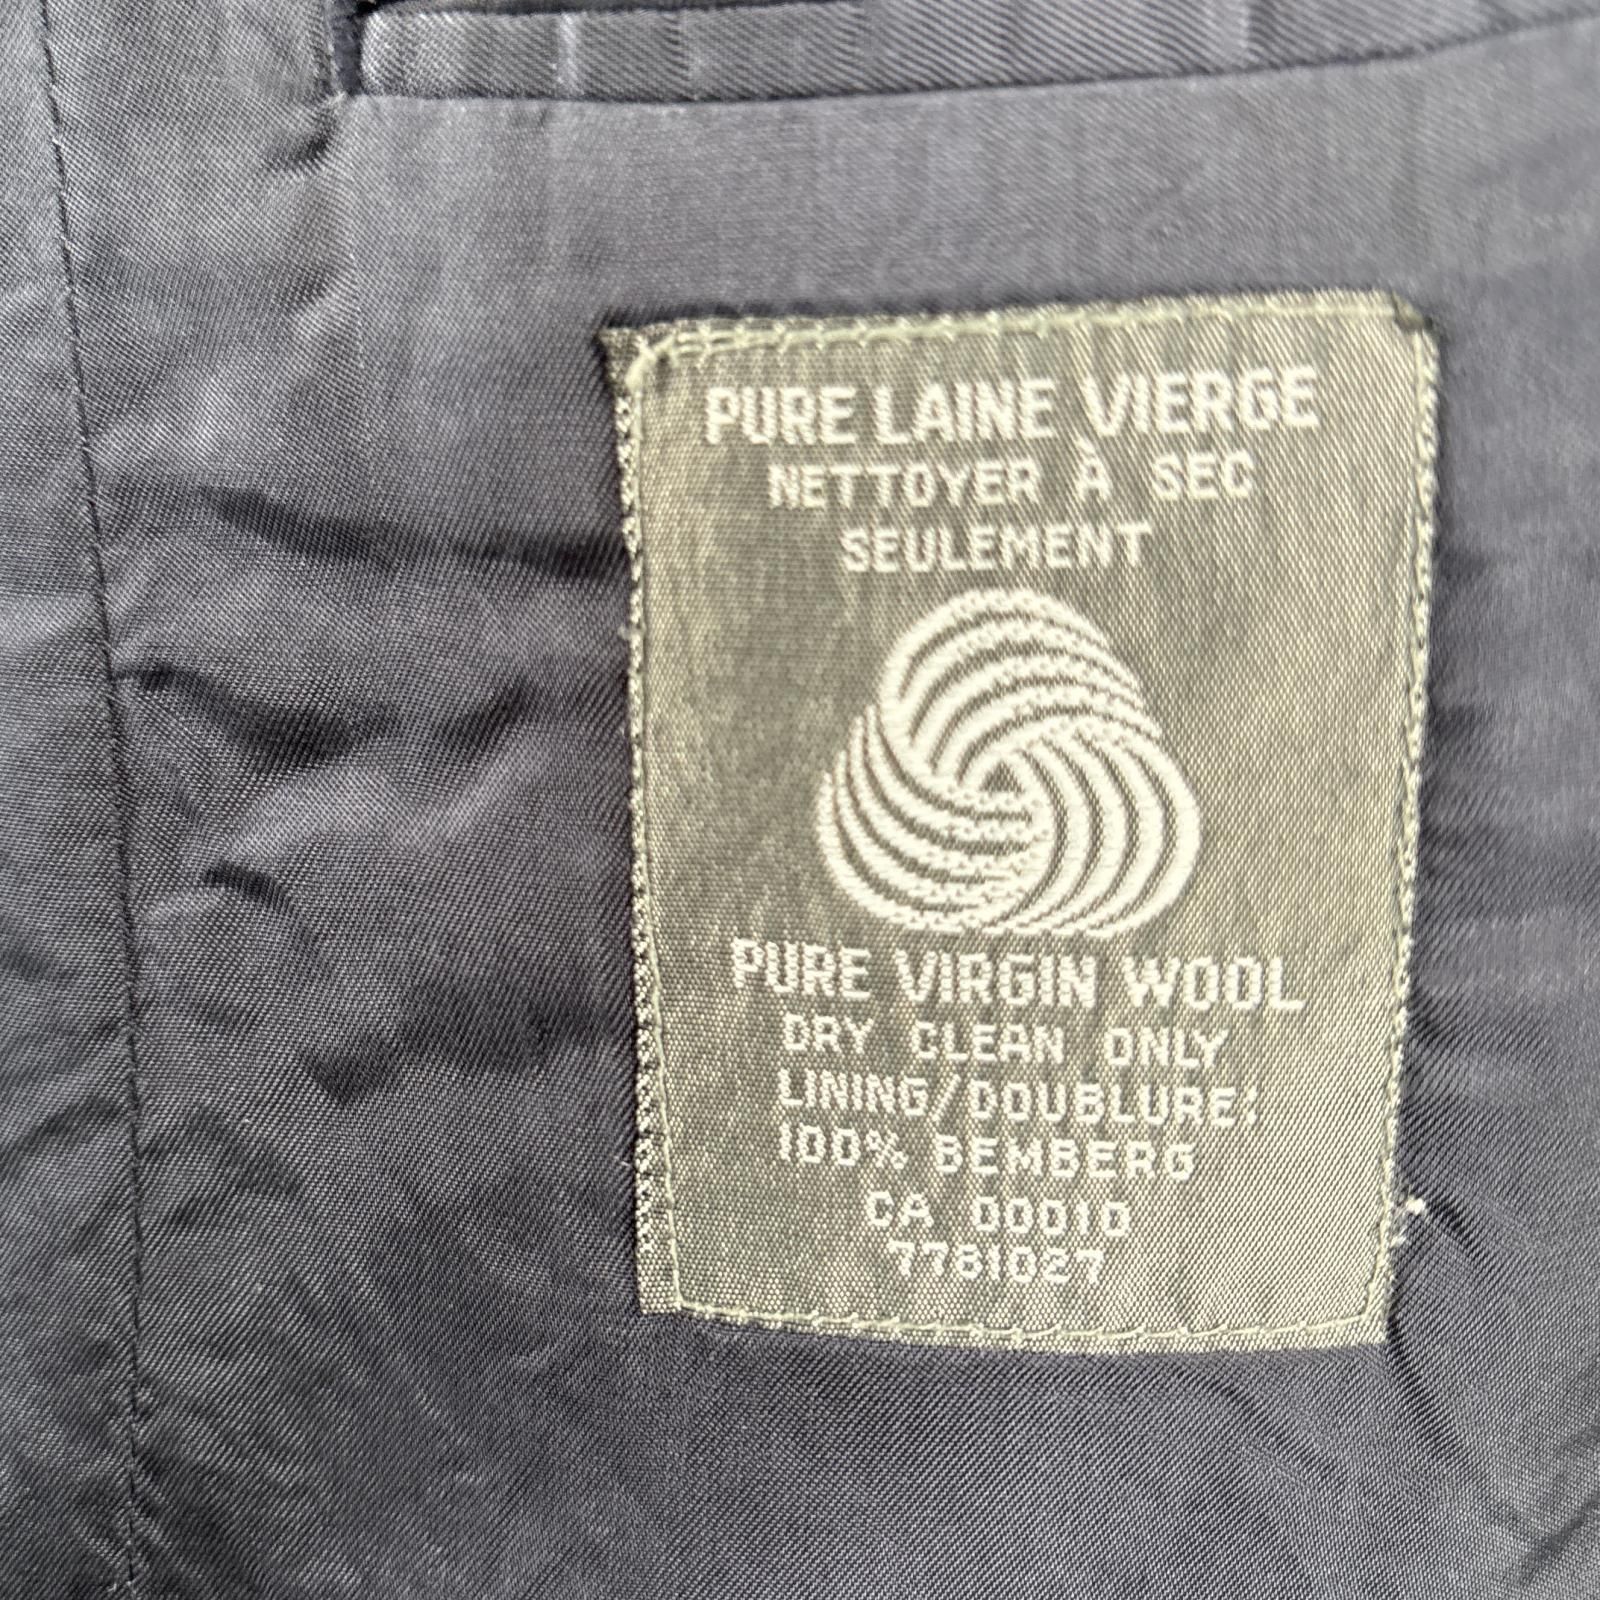 PURE LAINE VIERGE
NETTOYER À SEC
SEULEMENT
PURE VIRGIN WOOL
DRY CLEAN ONLY
LINING/DOUBLURE:
100% BEMBERG
CA 00010
7781027